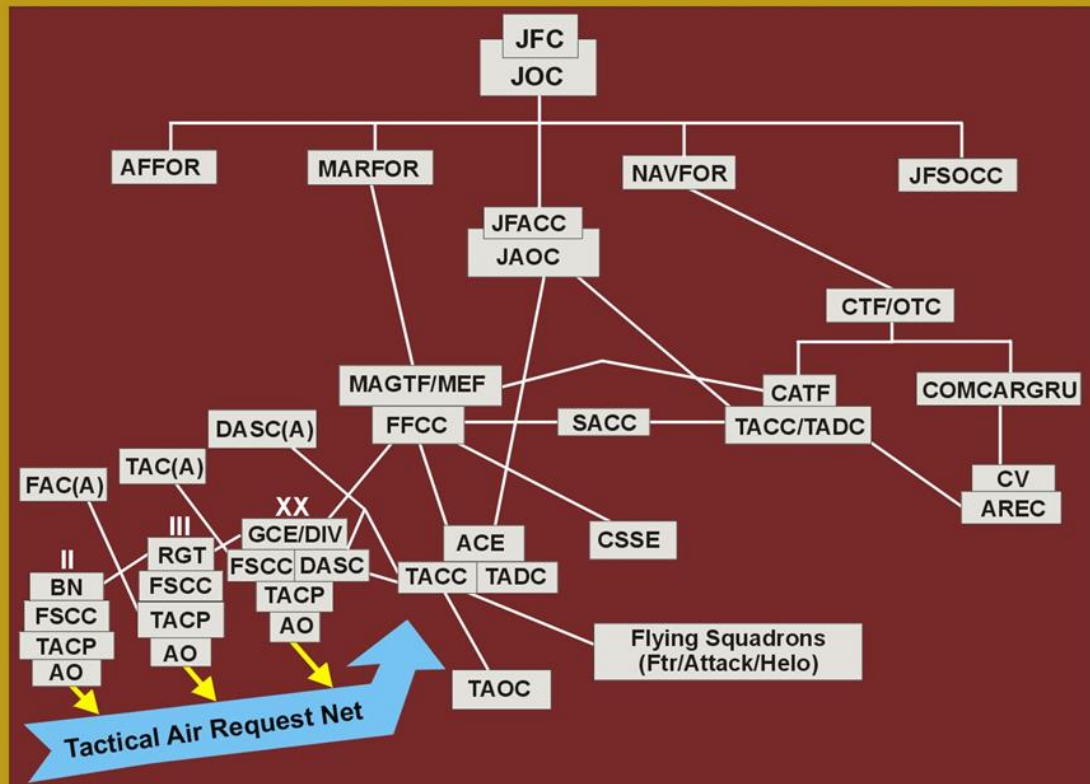 JFC
JOC
AFFOR
MARFOR
NAVFOR
JFSOCC
JFACC
JAOC
CTF/OTC
MAGTF/MEF
CATF
COMCARGRU
FFCC
SACC
TACC/TADC
DASC(A)
TAC(A)
FAC(A)
CV
AREC
XX
III
II
GCE/DIV
ACE
CSSE
RGT
FSCC
DASC
TACC
TADC
BN
FSCC
TACP
FSCC
TACP
AO
TACP
AO
AO
Flying Squadrons
(Ftr/Attack/Helo)
TAOC
Tactical Air Request Net